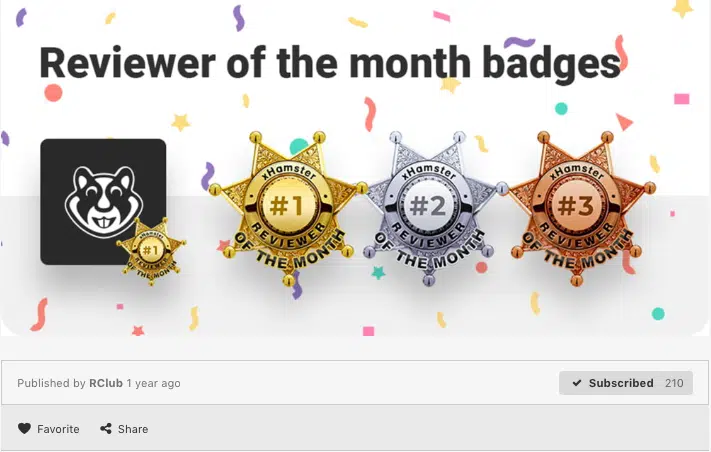 Reviewer of the month badges
xHamster
#1
REVIEWER
OF THE MONTH
xHamster
#1
REVIEWER
OF THE MONTH
xHamster
#2
REVIEWER
OF THE MONTH
xHamster
#3
REVIEWER
OF THE MONTH
Published by RClub 1 year ago
Subscribed 210
Favorite Share